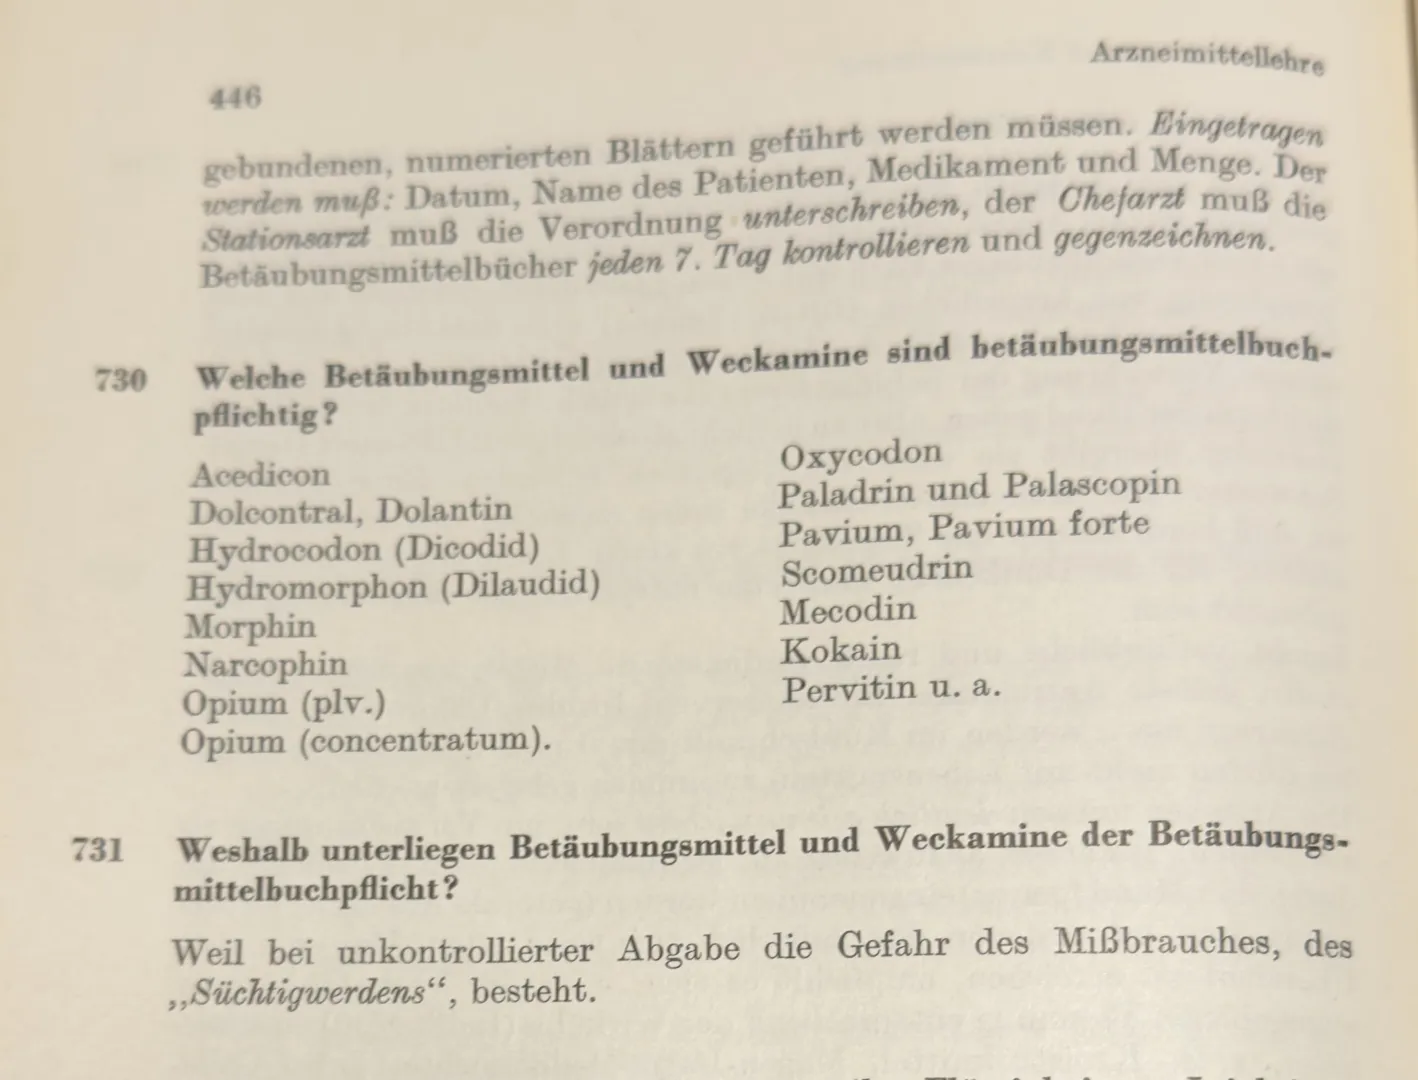 446
Arzneimittellehre
gebundenen, numerierten Blättern geführt werden müssen. Eingetragen
werden muß: Datum, Name des Patienten, Medikament und Menge. Der
Stationsarzt muß die Verordnung unterschreiben, der Chefarzt muß die
Betäubungsmittelbücher jeden 7. Tag kontrollieren und gegenzeichnen.
730 Welche Betäubungsmittel und Weckamine sind betäubungsmittelbuch-
pflichtig?
Acedicon
Dolcontral, Dolantin
Hydrocodon (Dicodid)
Hydromorphon (Dilaudid)
Morphin
Narcophin
Opium (plv.)
Opium (concentratum).
Oxycodon
Paladrin und Palascopin
Pavium, Pavium forte
Scomeudrin
Mecodin
Kokain
Pervitin u. a.
731 Weshalb unterliegen Betäubungsmittel und Weckamine der Betäubungs-
mittelbuchpflicht?
Weil bei unkontrollierter Abgabe die Gefahr des Mißbrauches, des
„Süchtigwerdens“, besteht.